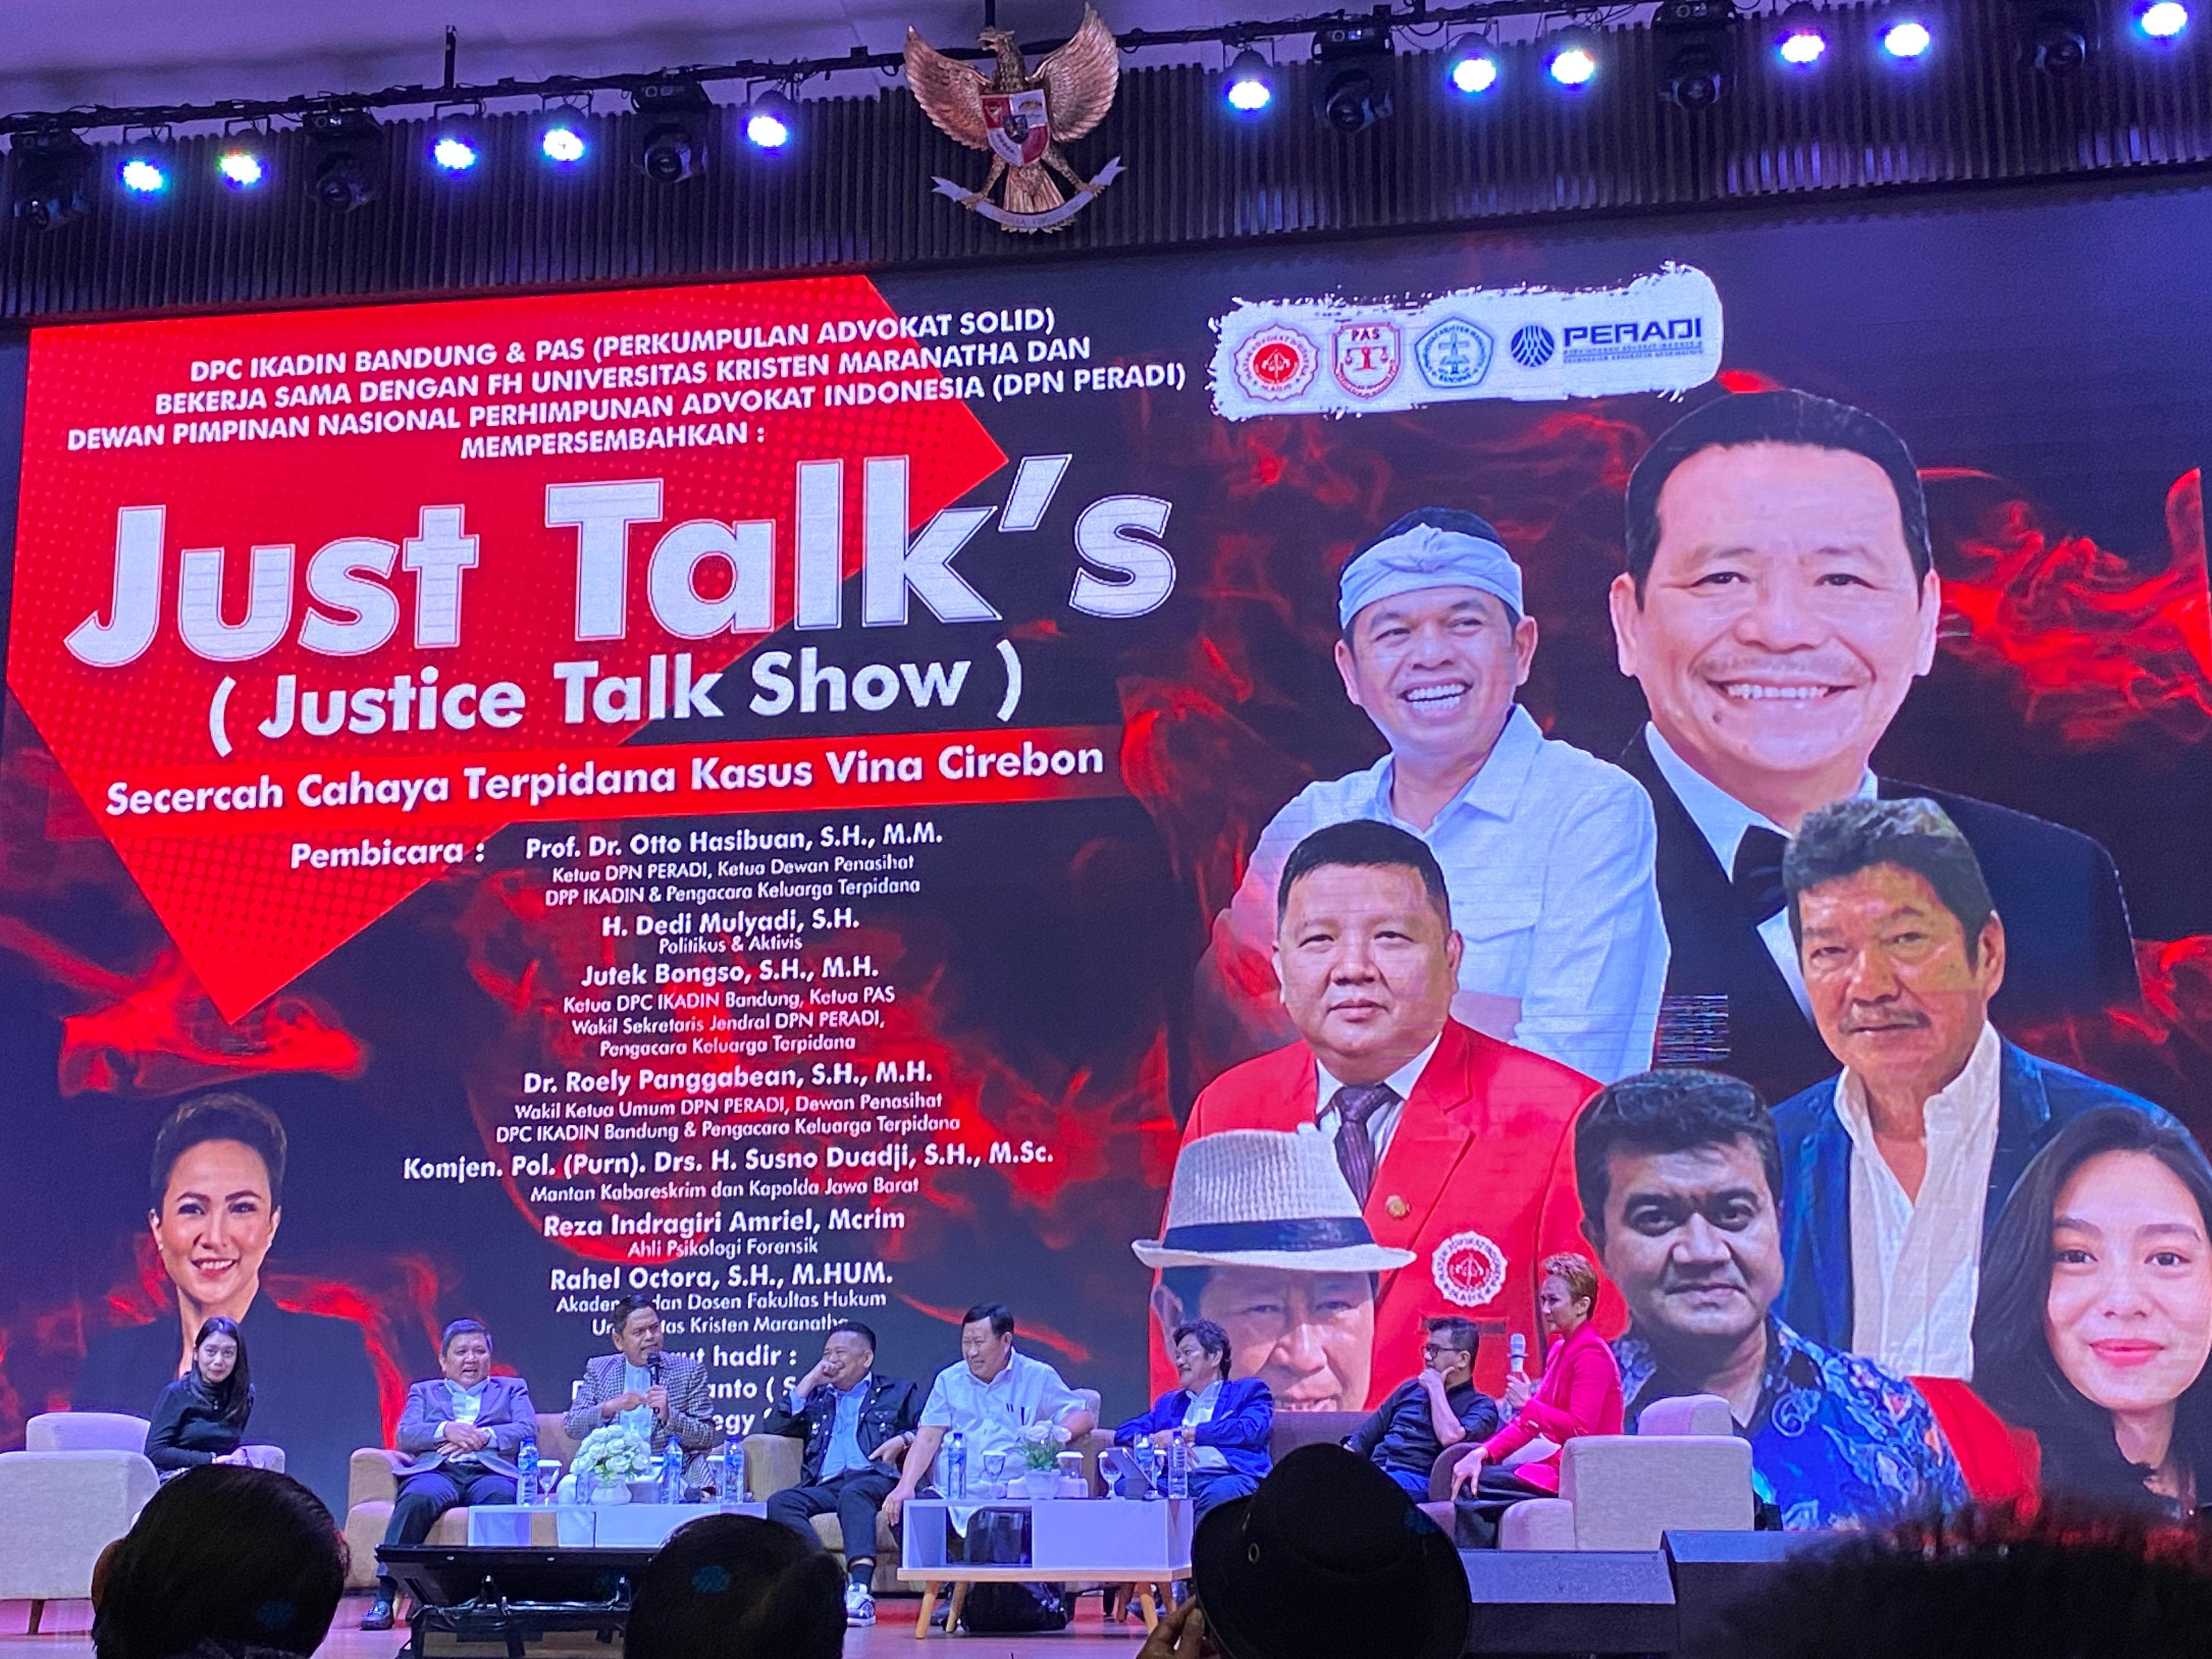 DPC IKADIN BANDUNG & PAS (PERKUMPULAN ADVOKAT SOLID)
BEKERJA SAMA DENGAN FH UNIVERSITAS KRISTEN MARANATHA DAN
DEWAN PIMPINAN NASIONAL PERHIMPUNAN ADVOKAT INDONESIA (DPN PERADI)
MEMPERSEMBAHKAN :
PAS
PERADI
Just Talk's
( Justice Talk Show )
Secercah Cahaya Terpidana Kasus Vina Cirebon
Pembicara : Prof. Dr. Otto Hasibuan, S.H., M.M.
Ketua DPN PERADI, Ketua Dewan Penasihat
DPP IKADIN & Pengacara Keluarga Terpidana
H. Dedi Mulyadi, S.H.
Politikus & Aktivis
Jutek Bongso, S.H., M.H.
Ketua DPC IKADIN Bandung, Ketua PAS
Wakil Sekretaris Jendral DPN PERADI,
Pengacara Keluarga Terpidana
Dr. Roely Panggabean, S.H., M.H.
Wakil Ketua Umum DPN PERADI, Dewan Penasihat
DPC IKADIN Bandung & Pengacara Keluarga Terpidana
Komjen. Pol. (Purn). Drs. H. Susno Duadji, S.H., M.Sc.
Mantan Kabareskrim dan Kapolda Jawa Barat
Reza Indragiri Amriel, Mcrim
Ahli Psikologi Forensik
Rahel Octora, S.H., M.HUM.
dan Dosen Fakultas Hukum
Kristen Maranatha
hadir :